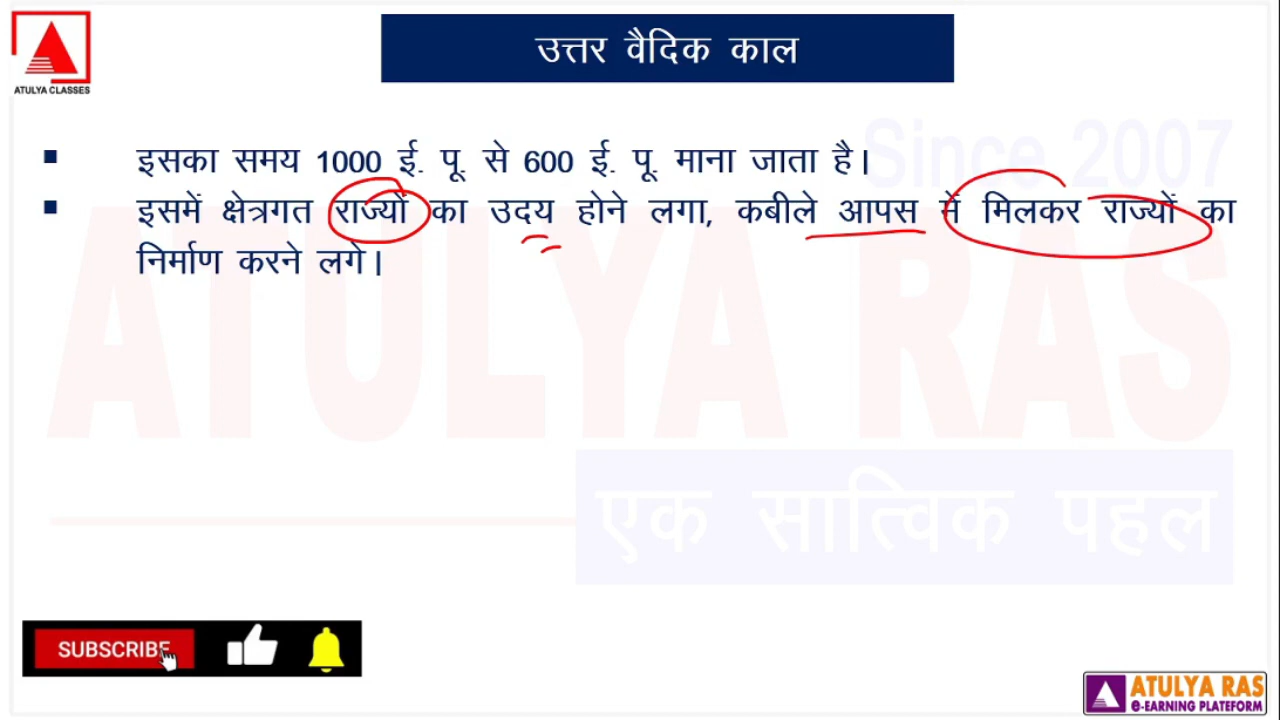 ATULYA CLASSES
उत्तर वैदिक काल
Since 2007
▪ इसका समय 1000 ई. पू. से 600 ई. पू. माना जाता है।
▪ इसमें क्षेत्रगत राज्यों का उदय होने लगा, कबीले आपस में मिलकर राज्यों का
निर्माण करने लगे।
ATULYA RAS
एक सात्विक पहल
SUBSCRIBE
ATULYA RAS
e-EARNING PLATEFORM